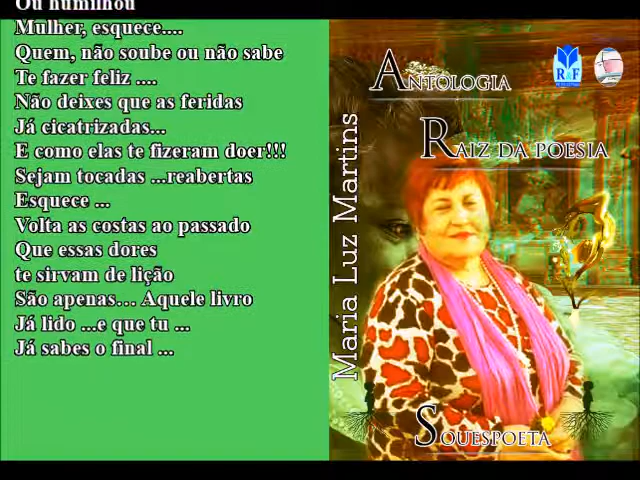 Ou humilhou
Mulher, esquece....
Quem, não soube ou não sabe
Te fazer feliz ....
Não deixes que as feridas
Já cicatrizadas...
E como elas te fizeram doer!!!
Sejam tocadas ...reabertas
Esquece ...
Volta as costas ao passado
Que essas dores
te sirvam de lição
São apenas... Aquele livro
Já lido ...e que tu ...
Já sabes o final ...
Maria Luz Martins
ANTOLOGIA
RAIZ DA POESIA
R F
SOUESPOETA